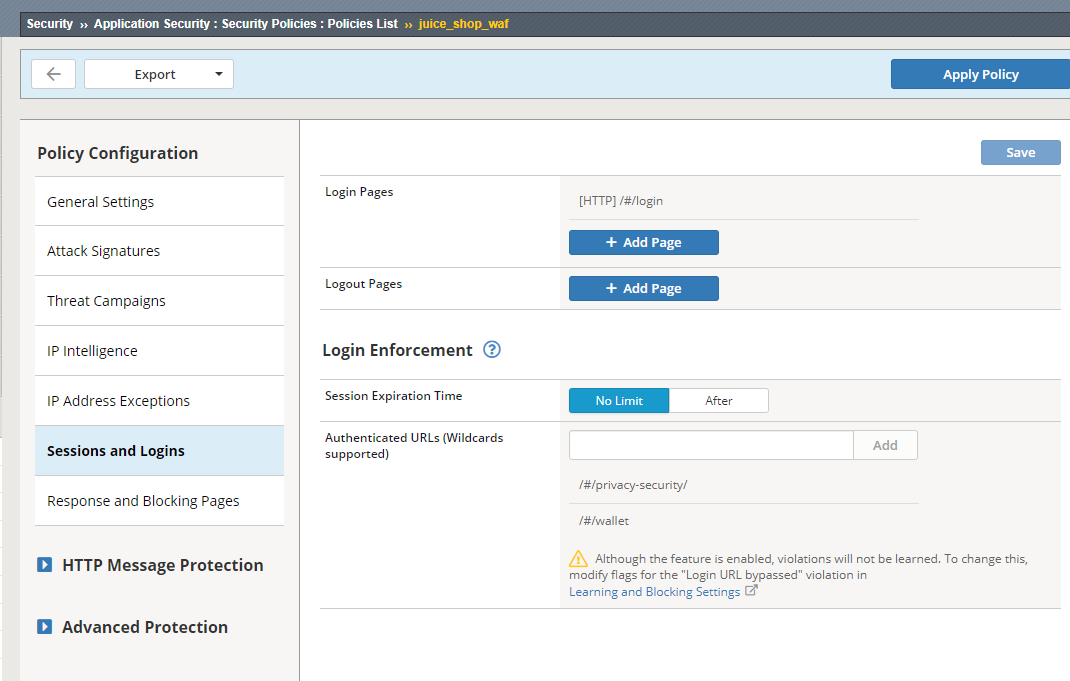 Security ›› Application Security : Security Policies : Policies List ›› juice_shop_waf
Export
Apply Policy
Policy Configuration
General Settings
Attack Signatures
Threat Campaigns
IP Intelligence
IP Address Exceptions
Sessions and Logins
Response and Blocking Pages
HTTP Message Protection
Advanced Protection
Save
Login Pages
[HTTP] /#/login
+ Add Page
Logout Pages
+ Add Page
Login Enforcement ?
Session Expiration Time
No Limit After
Authenticated URLs (Wildcards
supported)
Add
/#/privacy-security/
/#/wallet
Although the feature is enabled, violations will not be learned. To change this,
modify flags for the "Login URL bypassed" violation in
Learning and Blocking Settings